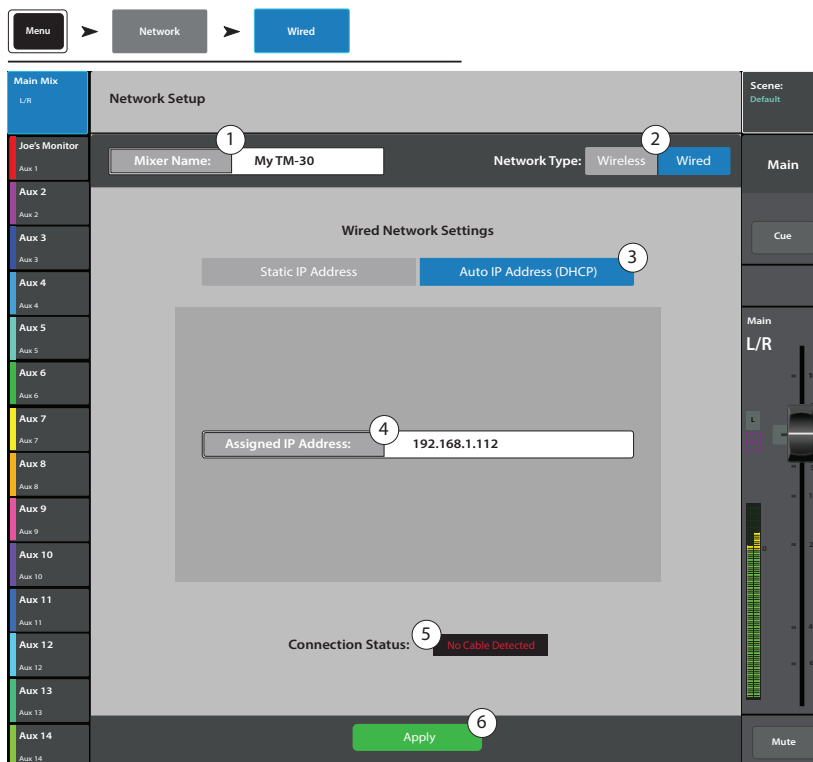 Menu
Network
Wired
Main Mix
L/R
Joe's Monitor
Aux 1
Aux 2
Aux 2
Aux 3
Aux 3
Aux 4
Aux 4
Aux 5
Aux 5
Aux 6
Aux 6
Aux 7
Aux 7
Aux 8
Aux 8
Aux 9
Aux 9
Aux 10
Aux 10
Aux 11
Aux 11
Aux 12
Aux 12
Aux 13
Aux 13
Aux 14
Aux 14
Network Setup
1
Mixer Name: My TM-30
2
Network Type: Wireless Wired
Wired Network Settings
3
Static IP Address Auto IP Address (DHCP)
4
Assigned IP Address: 192.168.1.112
5
Connection Status: No Cable Detected
6
Apply
Scene:
Default
Main
Cue
Main
L/R
L
0
Mute